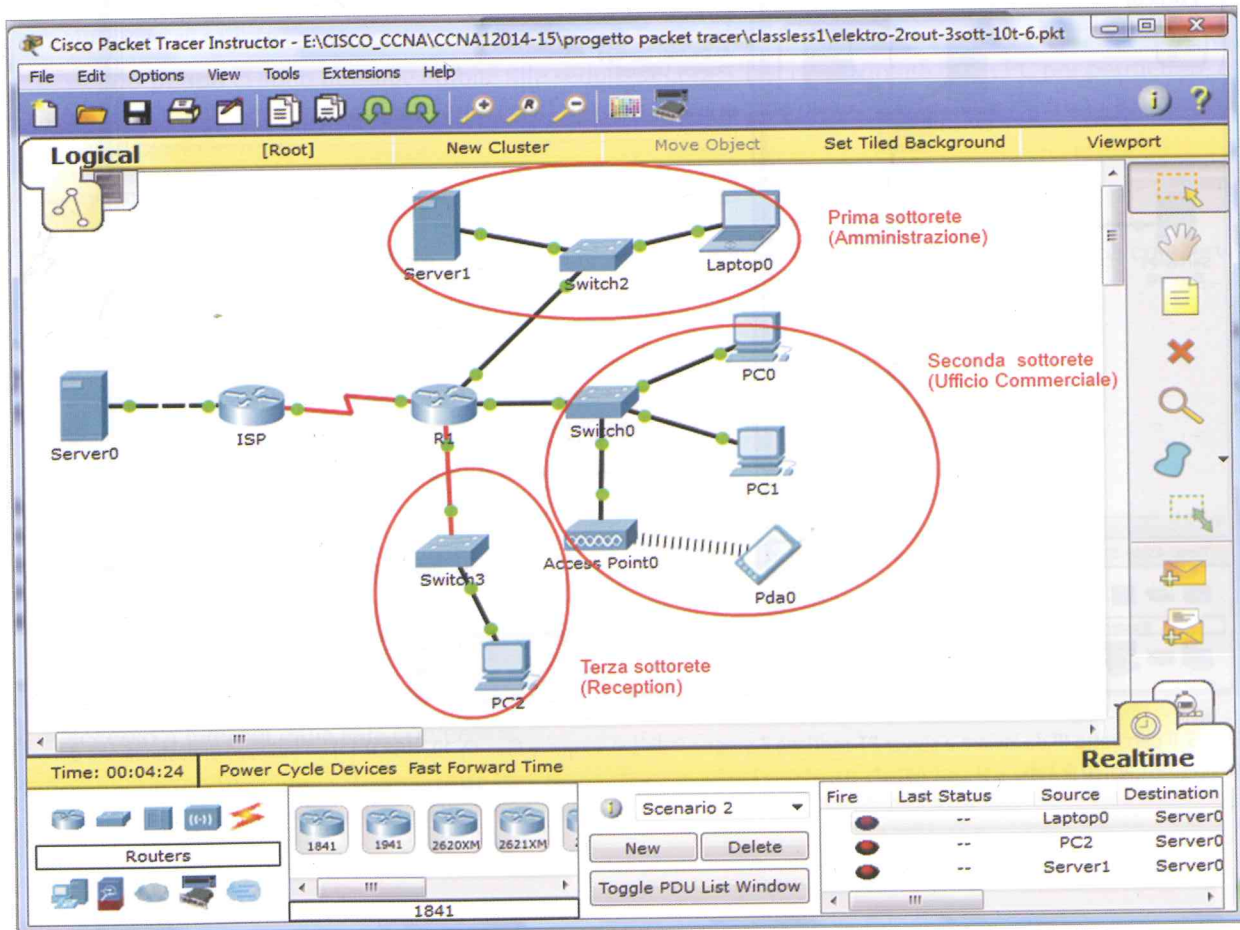 Cisco Packet Tracer Instructor - E:\CISCO_CCNA\CCNA12014-15\progetto packet tracer\classless1\elektro-2rout-3sott-10t-6.pkt
File Edit Options View Tools Extensions Help
Logical [Root] New Cluster Move Object Set Tiled Background Viewport
Prima sottorete
(Amministrazione)
Server1
Switch2
Laptop0
PC0
Seconda sottorete
(Ufficio Commerciale)
Server0
ISP
R1
Switch0
PC1
Switch3
Access Point0
Pda0
Terza sottorete
(Reception)
PC2
Realtime
Time: 00:04:24 Power Cycle Devices Fast Forward Time
Routers
1841 1941 2620XM 2621XM
1841
Scenario 2
New Delete
Toggle PDU List Window
Fire Last Status Source Destination
-- Laptop0 Server0
-- PC2 Server0
-- Server1 Server0